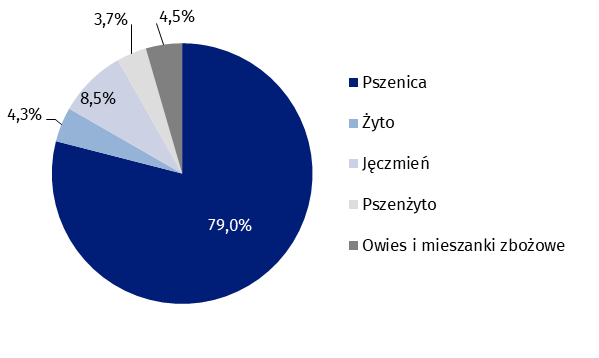 3,7%
4,5%
8,5%
4,3%
79,0%
Pszenica
Żyto
Jęczmień
Pszenżyto
Owies i mieszanki zbożowe